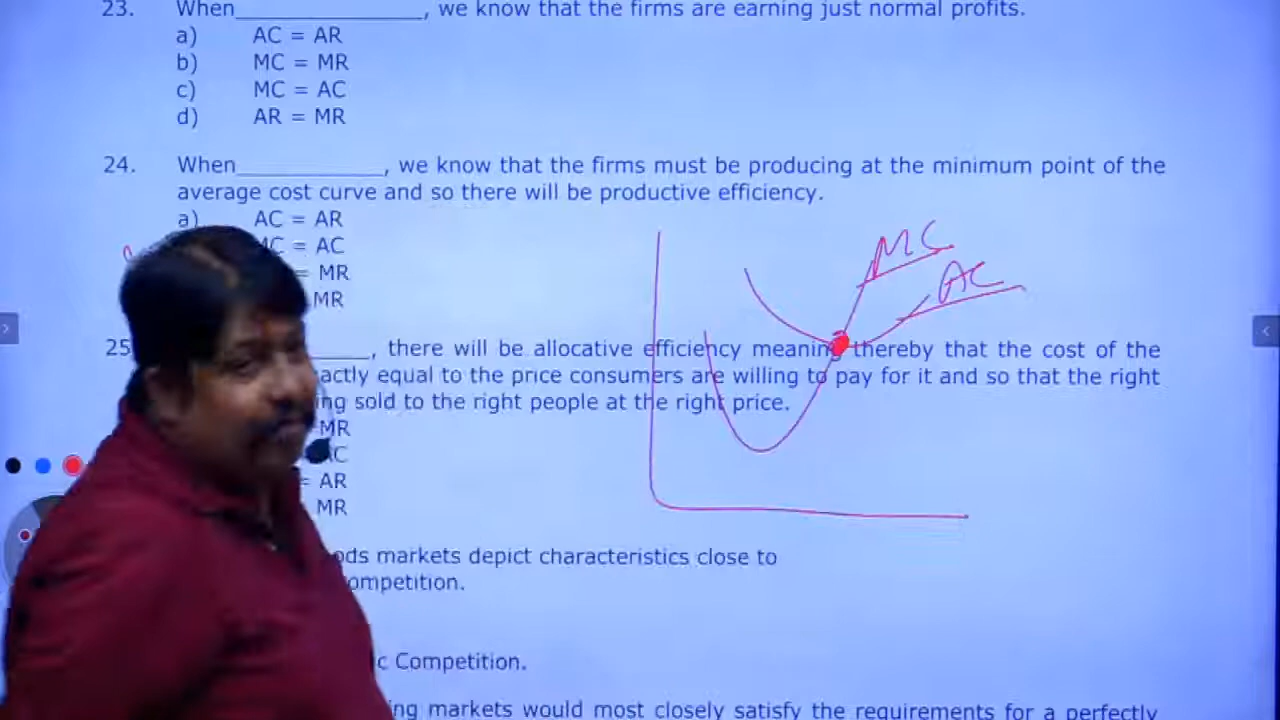 23. When_______________, we know that the firms are earning just normal profits.
a) AC = AR
b) MC = MR
c) MC = AC
d) AR = MR
24. When____________, we know that the firms must be producing at the minimum point of the
average cost curve and so there will be productive efficiency.
a) AC = AR
MC = AC
= MR
MR
MC
AC
25 _____, there will be allocative efficiency meaning thereby that the cost of the
actly equal to the price consumers are willing to pay for it and so that the right
ing sold to the right people at the right price.
MR
AC
= AR
MR
ods markets depict characteristics close to
ompetition.
c Competition.
ing markets would most closely satisfy the requirements for a perfectly